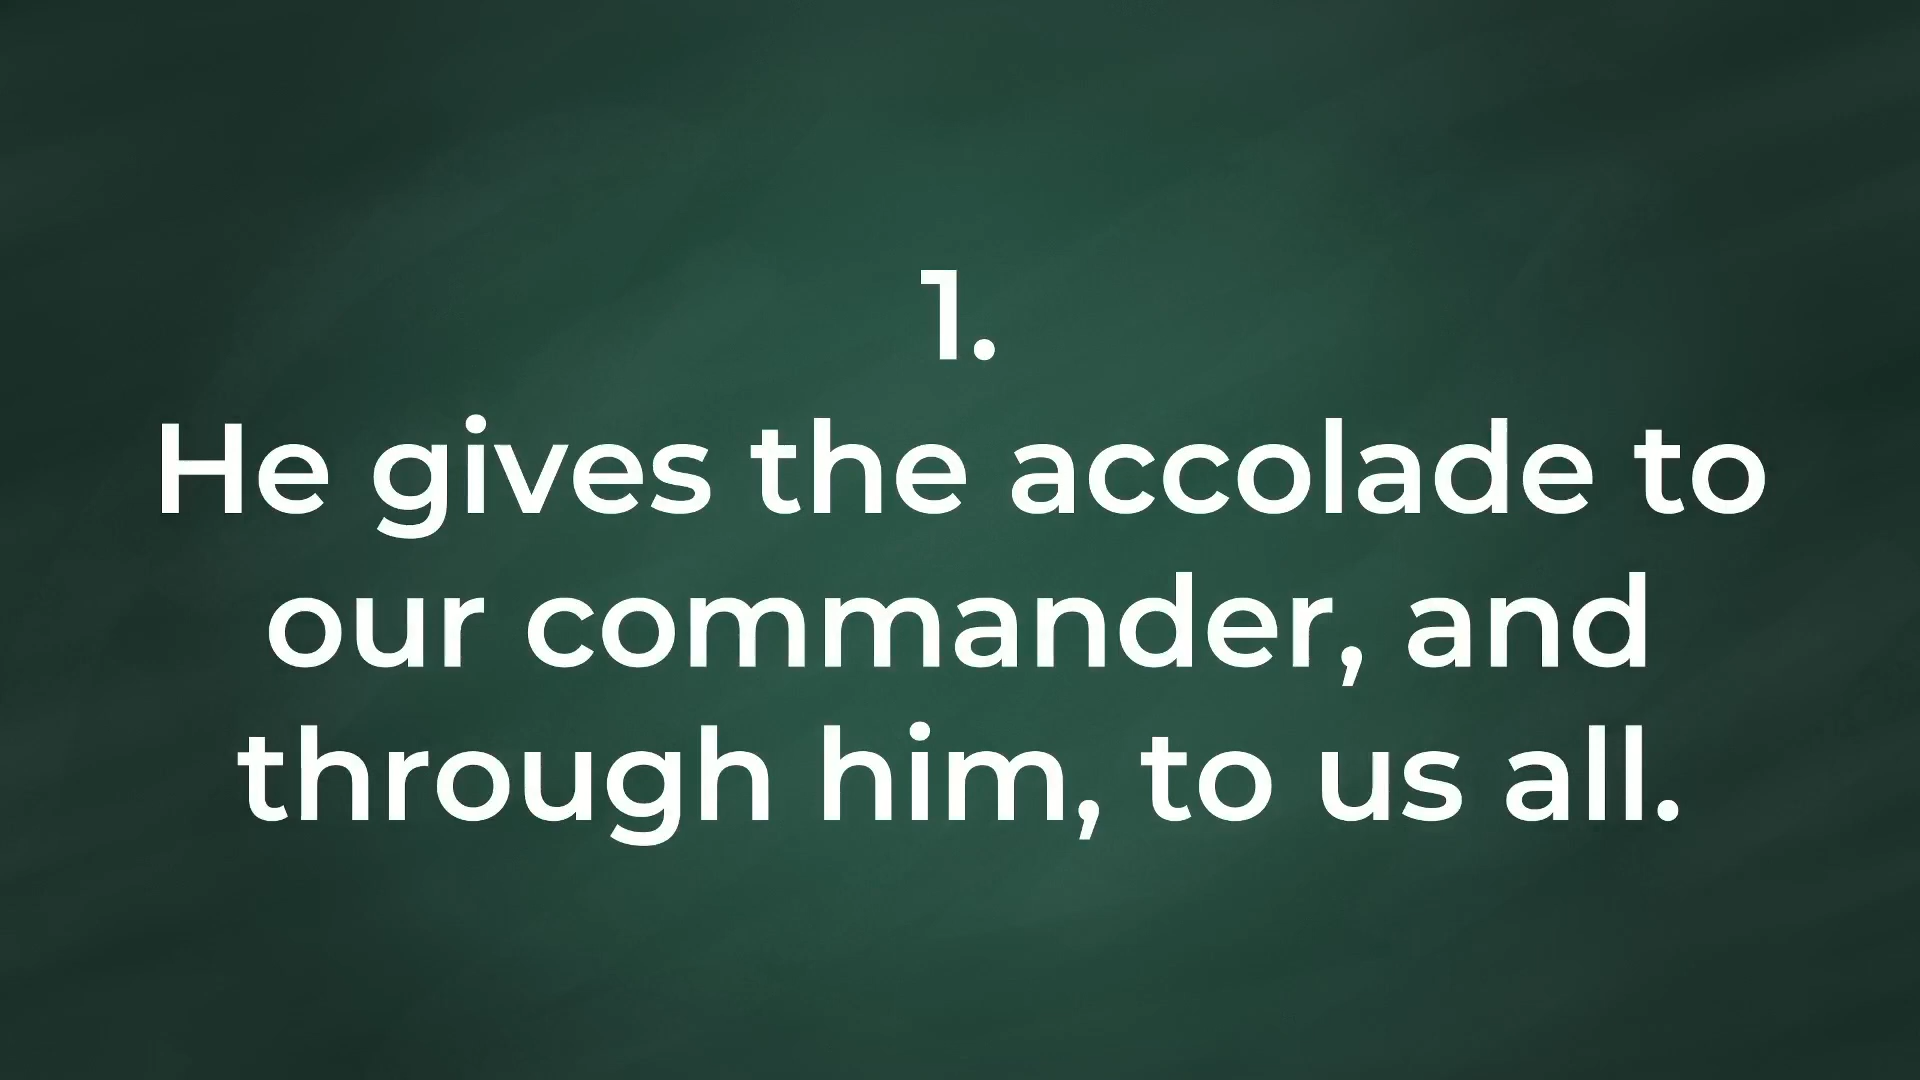 1.
He gives the accolade to
our commander, and
through him, to us all.